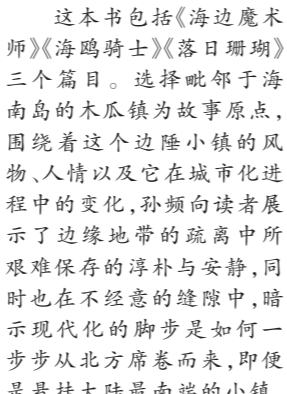 这本书包括《海边魔术
师》《海鸥骑士》《落日珊瑚》
三个篇目。选择毗邻于海
南岛的木瓜镇为故事原点，
围绕着这个边陲小镇的风
物、人情以及它在城市化进
程中的变化，孙频向读者展
示了边缘地带的疏离中所
艰难保存的淳朴与安静，同
时也在不经意的缝隙中，暗
示现代化的脚步是如何一
步步从北方席卷而来，即便
是悬挂大陆最南端的小镇